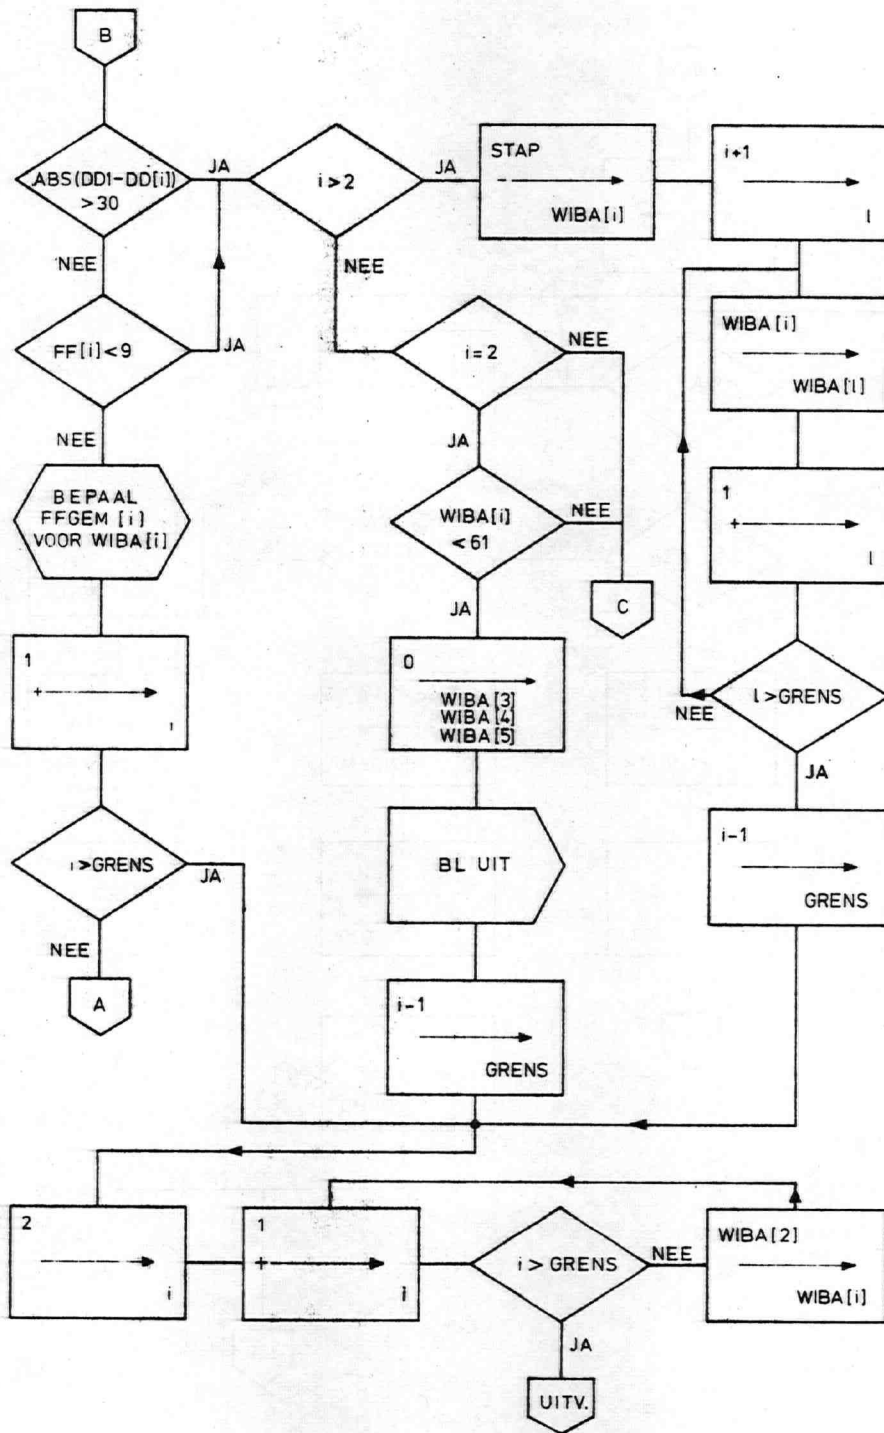 B
ABS(DD1-DD[i])
>30
JA
NEE
FF[i]<9
JA
NEE
BEPAAL
FFGEM [i]
VOOR WIBA[i]
1
+
i>GRENS
JA
NEE
A
i>2
JA
NEE
STAP
-
WIBA[i]
i+1
l
i=2
NEE
JA
WIBA[i]
<61
NEE
JA
C
0
WIBA[3]
WIBA[4]
WIBA[5]
BL UIT
i-1
GRENS
WIBA[i]
WIBA[l]
1
+
l
l>GRENS
NEE
JA
i-1
GRENS
2
i
1
+
i
i>GRENS
NEE
JA
WIBA[2]
WIBA[i]
UITV.